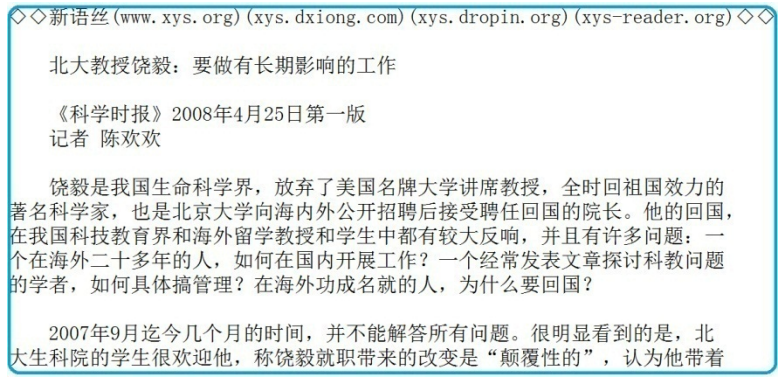 ◇◇新语丝(www.xys.org)(xys.dxiong.com)(xys.dropin.org)(xys-reader.org)◇◇
北大教授饶毅：要做有长期影响的工作
《科学时报》2008年4月25日第一版
记者 陈欢欢
饶毅是我国生命科学界，放弃了美国名牌大学讲席教授，全时回祖国效力的
著名科学家，也是北京大学向海内外公开招聘后接受聘任回国的院长。他的回国，
在我国科技教育界和海外留学教授和学生中都有较大反响，并且有许多问题：一
个在海外二十多年的人，如何在国内开展工作？一个经常发表文章探讨科教问题
的学者，如何具体搞管理？在海外功成名就的人，为什么要回国？
2007年9月迄今几个月的时间，并不能解答所有问题。很明显看到的是，北
大生科院的学生很欢迎他，称饶毅就职带来的改变是“颠覆性的”，认为他带着